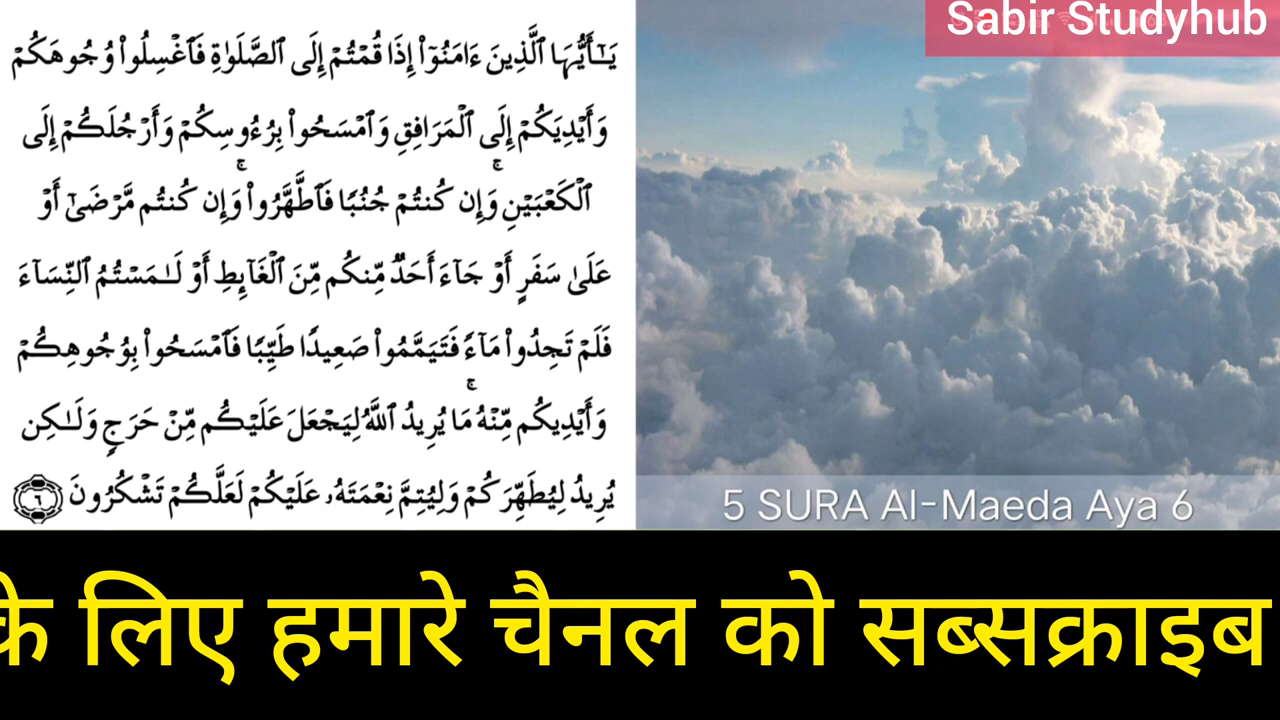 Sabir Studyhub
يَـٰٓأَيُّهَا ٱلَّذِينَ ءَامَنُوٓا۟ إِذَا قُمْتُمْ إِلَى ٱلصَّلَوٰةِ فَٱغْسِلُوا۟ وُجُوهَكُمْ
وَأَيْدِيَكُمْ إِلَى ٱلْمَرَافِقِ وَٱمْسَحُوا۟ بِرُءُوسِكُمْ وَأَرْجُلَكُمْ إِلَى
ٱلْكَعْبَيْنِ ۚ وَإِن كُنتُمْ جُنُبًا فَٱطَّهَّرُوا۟ ۚ وَإِن كُنتُم مَّرْضَىٰٓ أَوْ
عَلَىٰ سَفَرٍ أَوْ جَآءَ أَحَدٌ مِّنكُم مِّنَ ٱلْغَآئِطِ أَوْ لَـٰمَسْتُمُ ٱلنِّسَآءَ
فَلَمْ تَجِدُوا۟ مَآءً فَتَيَمَّمُوا۟ صَعِيدًا طَيِّبًا فَٱمْسَحُوا۟ بِوُجُوهِكُمْ
وَأَيْدِيكُم مِّنْهُ ۚ مَا يُرِيدُ ٱللَّهُ لِيَجْعَلَ عَلَيْكُم مِّنْ حَرَجٍ وَلَـٰكِن
يُرِيدُ لِيُطَهِّرَكُمْ وَلِيُتِمَّ نِعْمَتَهُۥ عَلَيْكُمْ لَعَلَّكُمْ تَشْكُرُونَ ٦
5 SURA Al-Maeda Aya 6
के लिए हमारे चैनल को सब्सक्राइब